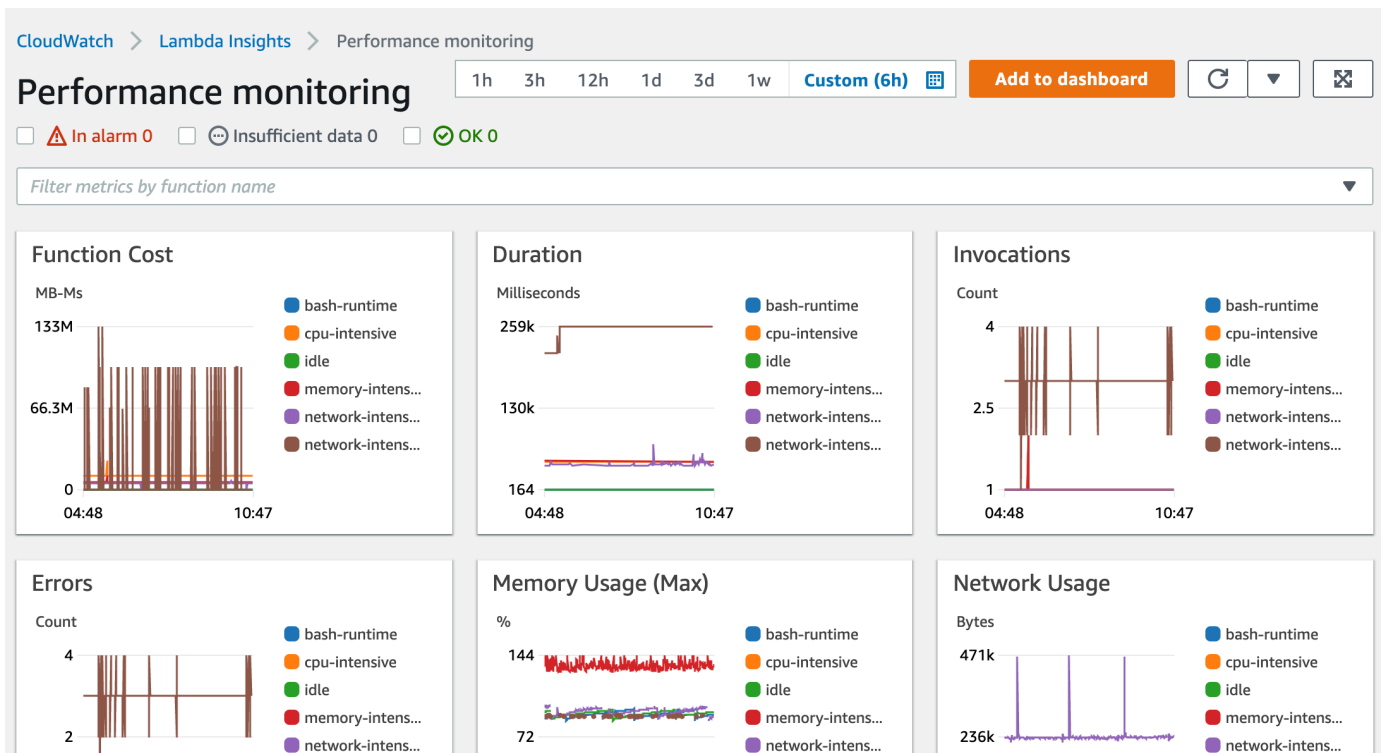 CloudWatch > Lambda Insights > Performance monitoring
Performance monitoring
1h 3h 12h 1d 3d 1w Custom (6h)
Add to dashboard
In alarm 0 Insufficient data 0 OK 0
Filter metrics by function name
Function Cost
MB-Ms
133M
66.3M
0
04:48 10:47
bash-runtime
cpu-intensive
idle
memory-intens...
network-intens...
network-intens...
Duration
Milliseconds
259k
130k
164
04:48 10:47
bash-runtime
cpu-intensive
idle
memory-intens...
network-intens...
network-intens...
Invocations
Count
4
2.5
1
04:48 10:47
bash-runtime
cpu-intensive
idle
memory-intens...
network-intens...
network-intens...
Errors
Count
4
2
bash-runtime
cpu-intensive
idle
memory-intens...
network-intens...
Memory Usage (Max)
%
144
72
bash-runtime
cpu-intensive
idle
memory-intens...
network-intens...
Network Usage
Bytes
471k
236k
bash-runtime
cpu-intensive
idle
memory-intens...
network-intens...